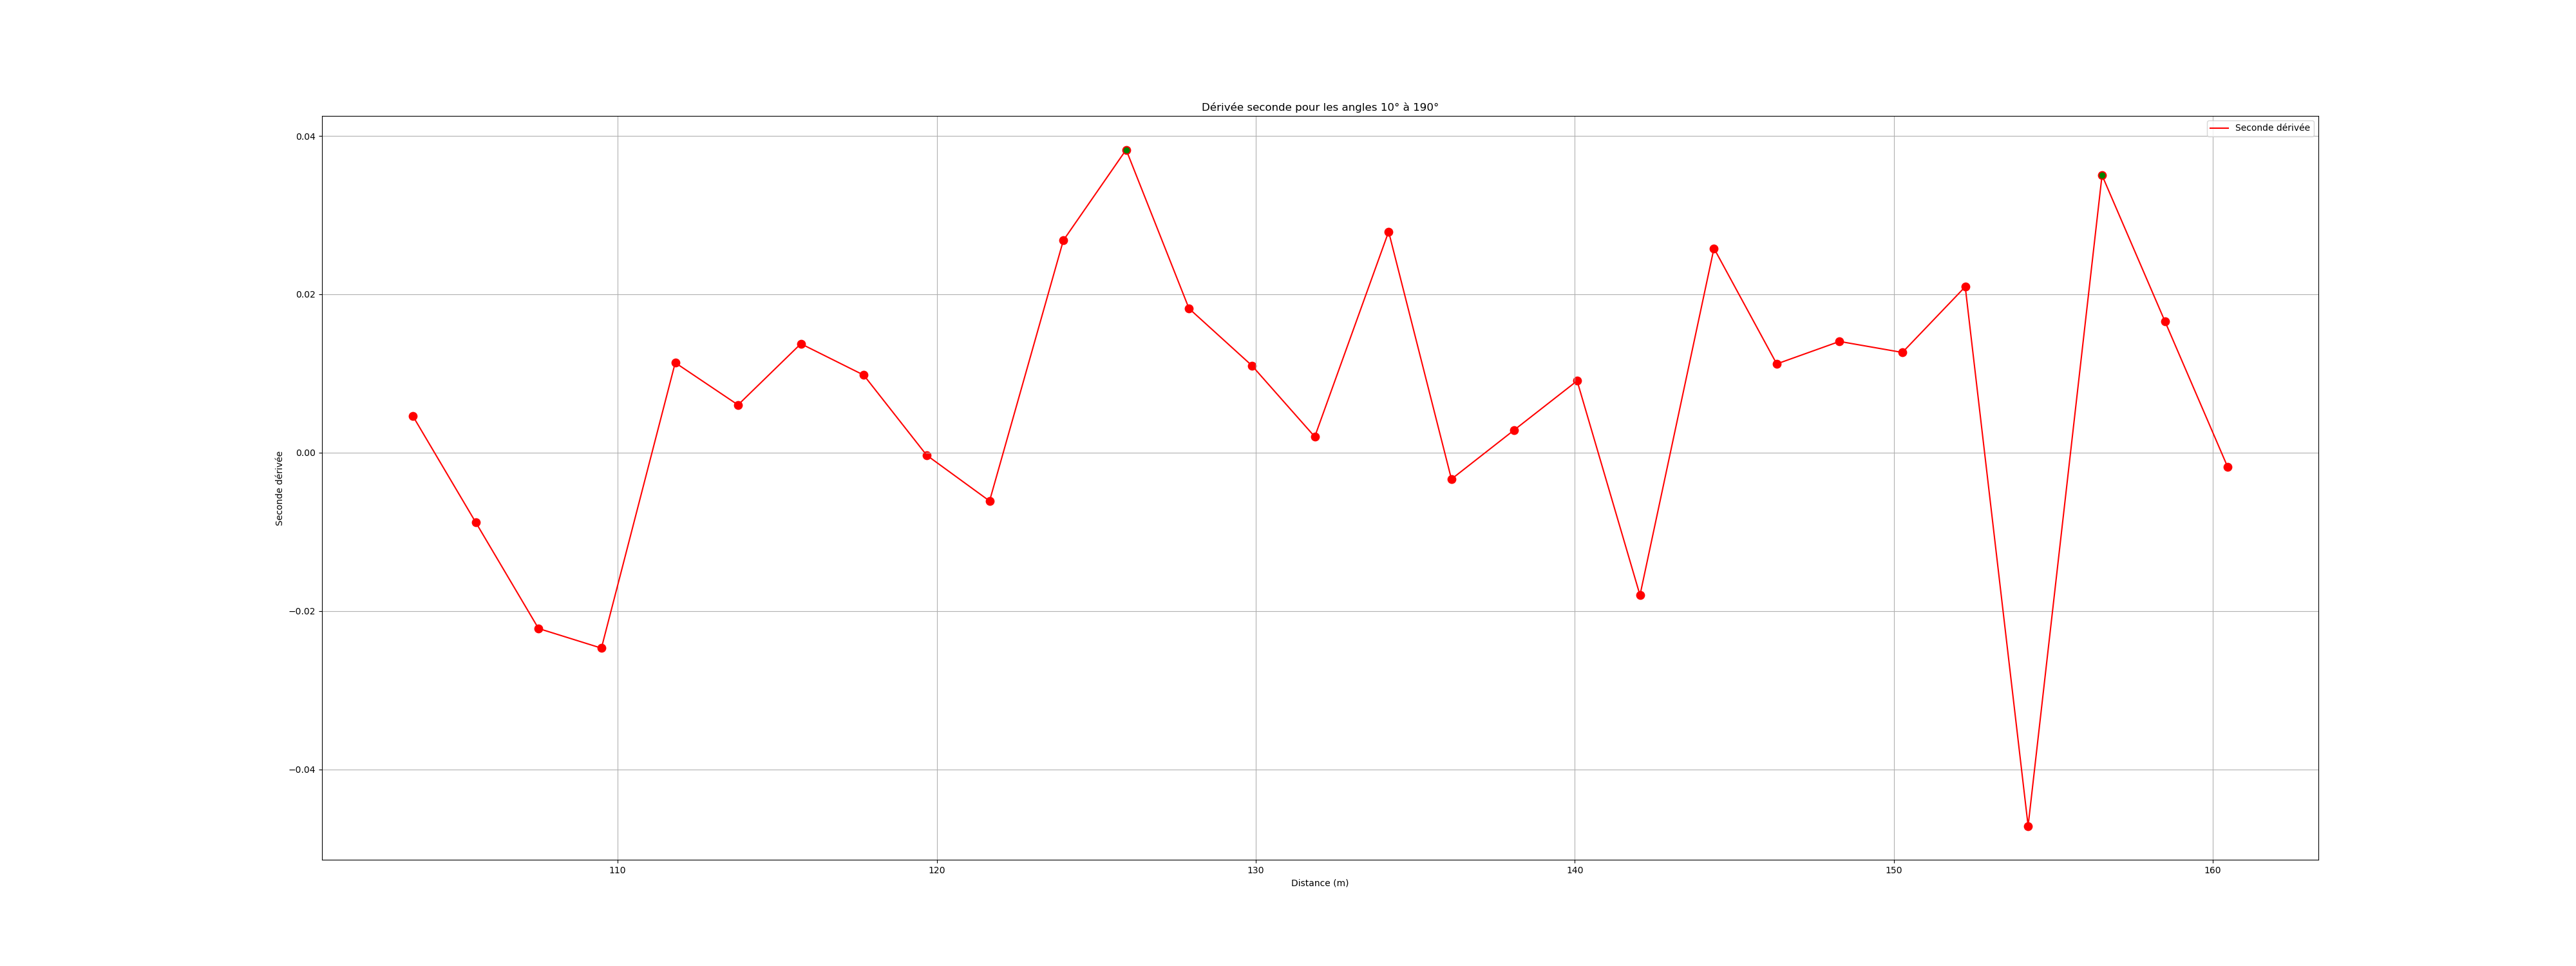 Dérivée seconde pour les angles 10° à 190°
Seconde dérivée
0.04
0.02
0.00
−0.02
−0.04
Seconde dérivée
110
120
130
140
150
160
Distance (m)